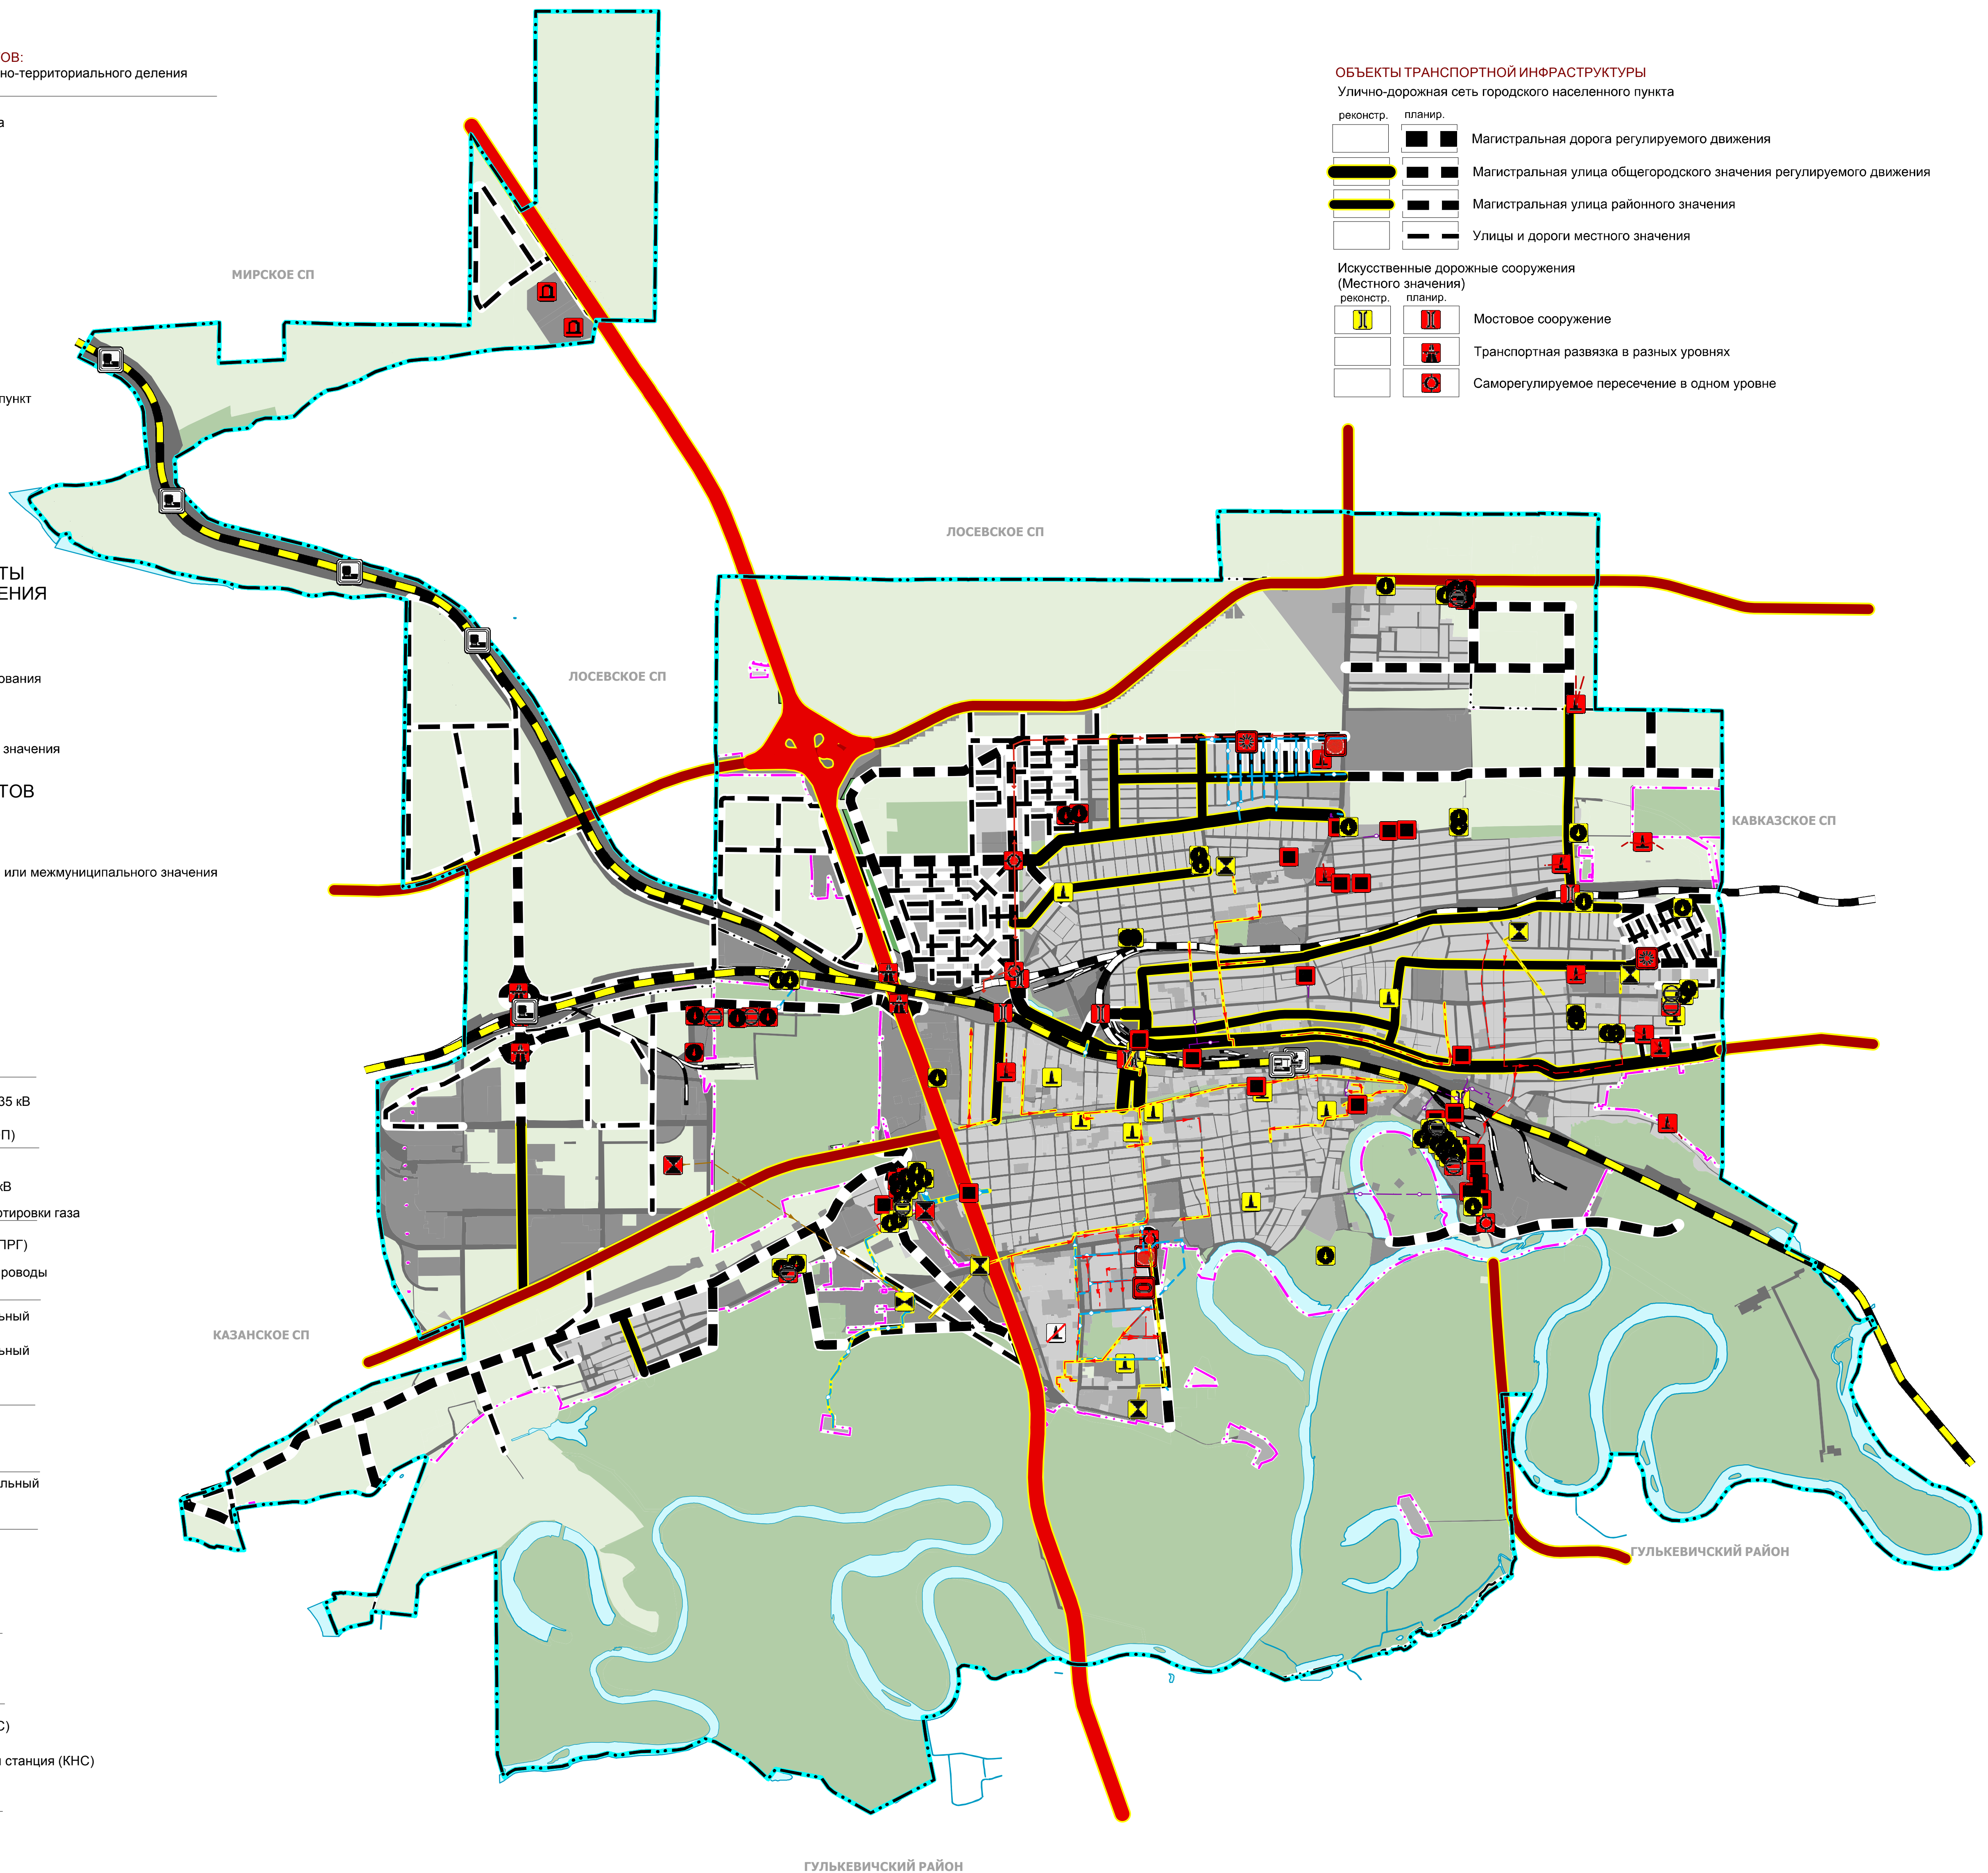 ОВ:
но-территориального деления
а
пункт
ТЫ
ЕНИЯ
ования
значения
ТОВ
или межмуниципального значения
35 кВ
П)
кВ
ртировки газа
ПРГ)
роводы
ьный
ьный
льный
С)
станция (КНС)
ОБЪЕКТЫ ТРАНСПОРТНОЙ ИНФРАСТРУКТУРЫ
Улично-дорожная сеть городского населенного пункта
реконстр. планир.
Магистральная дорога регулируемого движения
Магистральная улица общегородского значения регулируемого движения
Магистральная улица районного значения
Улицы и дороги местного значения
Искусственные дорожные сооружения
(Местного значения)
реконстр. планир.
Мостовое сооружение
Транспортная развязка в разных уровнях
Саморегулируемое пересечение в одном уровне
МИРСКОЕ СП
ЛОСЕВСКОЕ СП
ЛОСЕВСКОЕ СП
КАВКАЗСКОЕ СП
КАЗАНСКОЕ СП
ГУЛЬКЕВИЧСКИЙ РАЙОН
ГУЛЬКЕВИЧСКИЙ РАЙОН